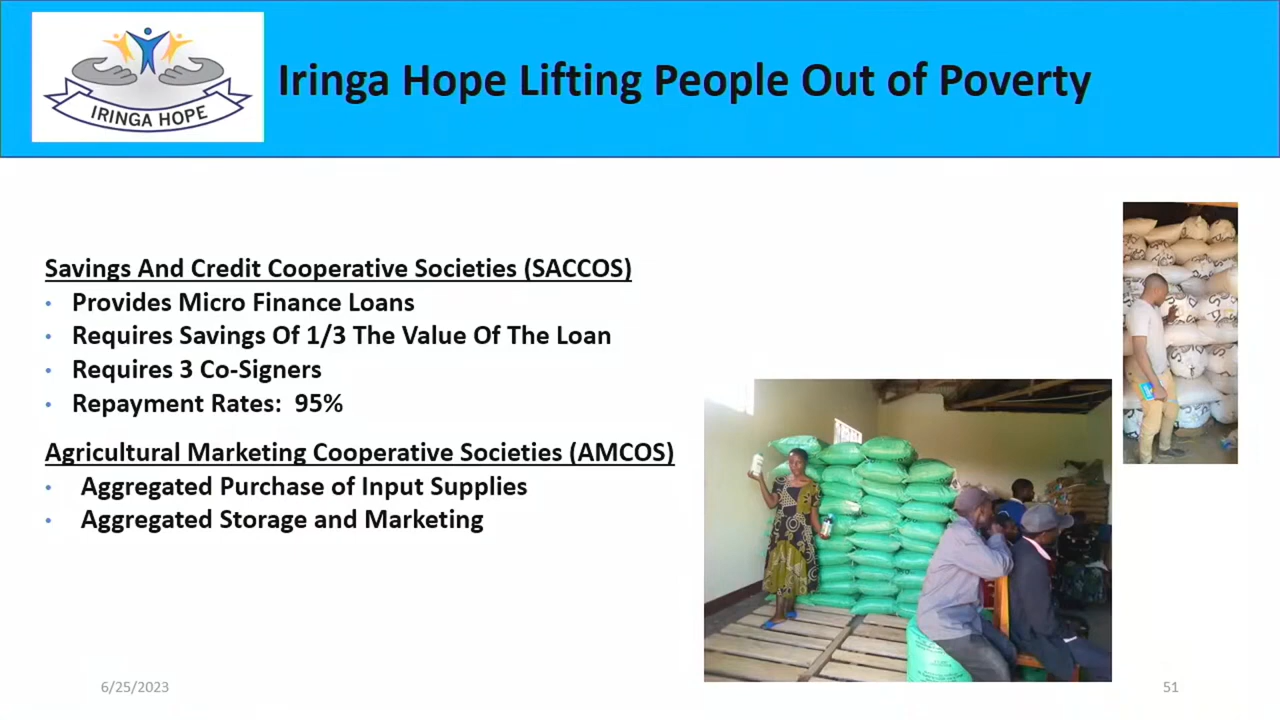 IRINGA HOPE
Iringa Hope Lifting People Out of Poverty
Savings And Credit Cooperative Societies (SACCOS)
• Provides Micro Finance Loans
• Requires Savings Of 1/3 The Value Of The Loan
• Requires 3 Co-Signers
• Repayment Rates: 95%
Agricultural Marketing Cooperative Societies (AMCOS)
• Aggregated Purchase of Input Supplies
• Aggregated Storage and Marketing
6/25/2023
51